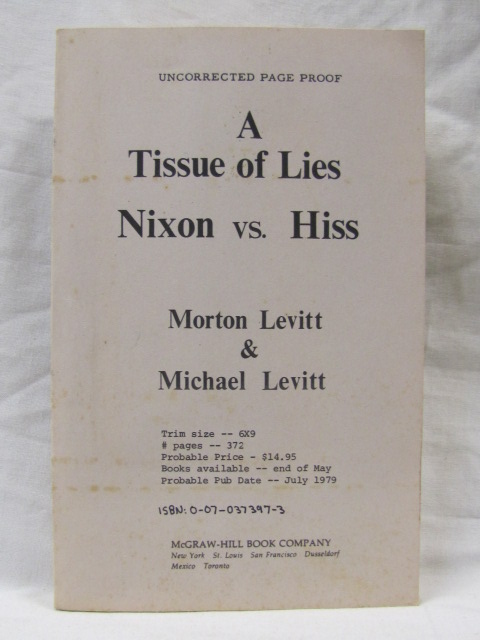 UNCORRECTED PAGE PROOF
A
Tissue of Lies
Nixon vs. Hiss
Morton Levitt
&
Michael Levitt
Trim size -- 6X9
# pages -- 372
Probable Price - $14.95
Books available -- end of May
Probable Pub Date -- July 1979
ISBN: 0-07-037397-3
McGRAW-HILL BOOK COMPANY
New York St. Louis San Francisco Dusseldorf
Mexico Toronto